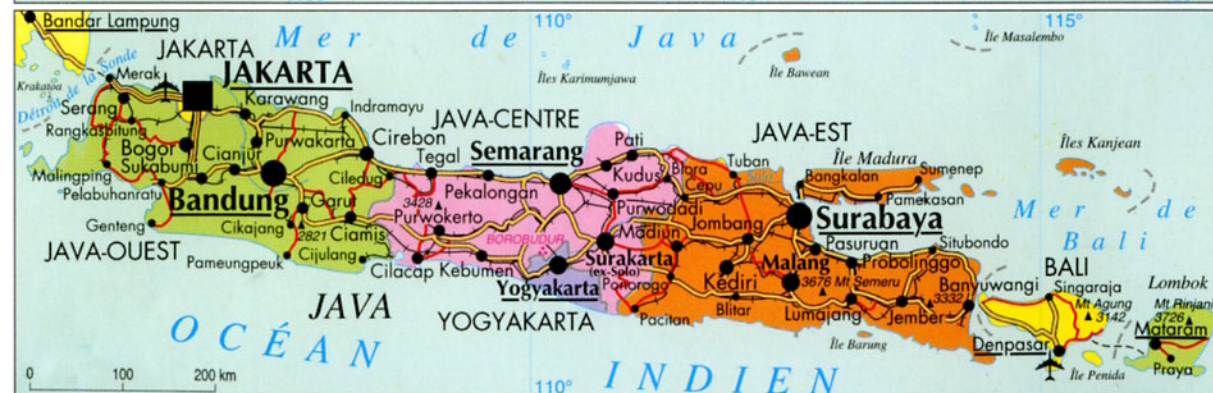 110°
115°
Bandar Lampung
Mer de Java
Île Masalembo
JAKARTA
Détroit de la Sonde
Krakatoa
Merak
JAKARTA
Îles Karimumjawa
Île Bawean
Serang
Karawang
Indramayu
Rangkasbitung
Purwakarta
Cirebon
JAVA-CENTRE
JAVA-EST
Îles Kanjean
Bogor
Sukabumi
Cianjur
Tegal
Semarang
Pati
Tuban
Île Madura
Sumenep
Malingping
Pelabuhanratu
Ciledug
Pekalongan
Kudus
Blora
Cepu
Solo
Bangkalan
Pamekasan
Bandung
Garut
3428
Purwodadi
Genteng
Cikajang
2821
Ciamis
Purwokerto
BOROBUDUR
Madiun
Jombang
Surabaya
Mer de
Bali
JAVA-OUEST
Pameungpeuk
Cijulang
Cilacap
Kebumen
Surakarta
(ex-Solo)
Pasuruan
Situbondo
Probolinggo
Malang
Kediri
BALI
Lombok
Yogyakarta
Ponorogo
3676 Mt Semeru
Banyuwangi
Singaraja
Mt Agung
3142
Mt Rinjani
3726
JAVA
YOGYAKARTA
Pacitan
Blitar
Lumajang
Jember
3332
Mataram
OCÉAN
INDIEN
Île Barung
Denpasar
Île Penida
Praya
0 100 200 km
110°